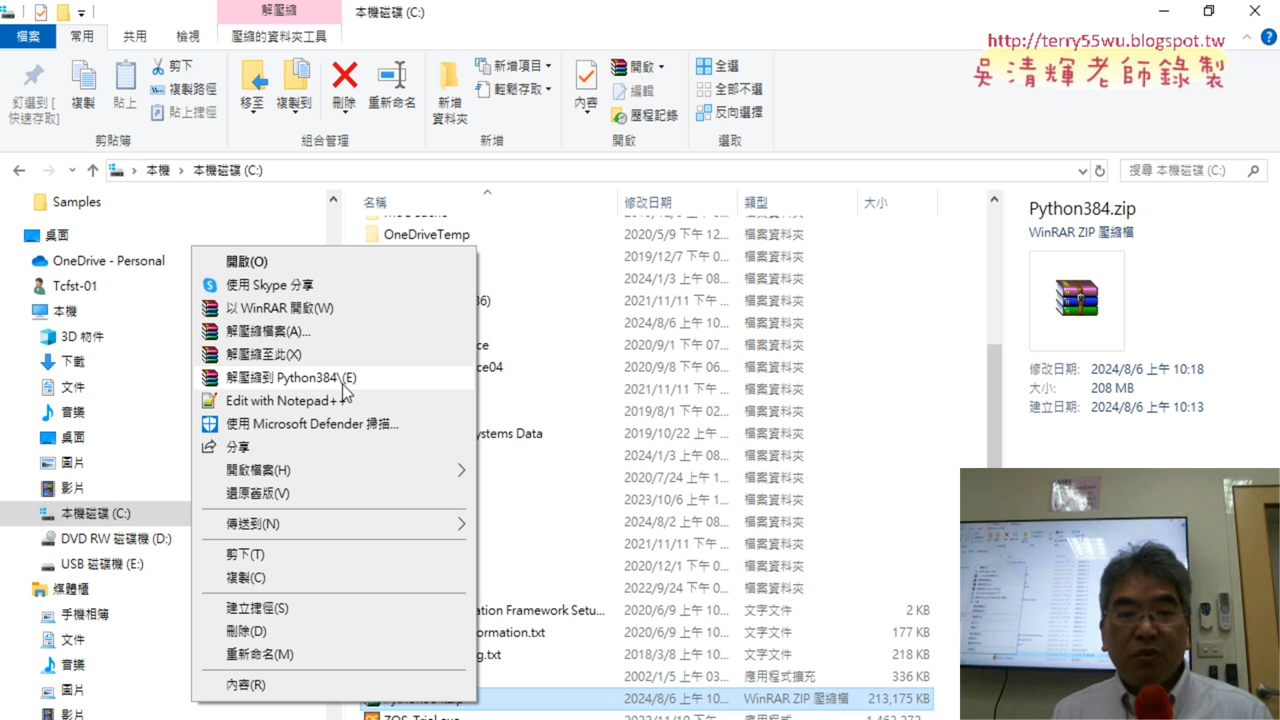 解壓縮
本機磁碟 (C:)
檔案
常用
共用
檢視
壓縮的資料夾工具
http://terry55wu.blogspot.tw
吳清輝老師錄製
釘選到 [
快速存取]
複製
貼上
剪下
複製路徑
貼上捷徑
剪貼簿
移至
複製到
刪除
重新命名
組合管理
新增
資料夾
新增項目
輕鬆存取
新增
內容
開啟
編輯
歷程記錄
開啟
全選
全部不選
反向選擇
選取
本機 › 本機磁碟 (C:)
搜尋 本機磁碟 (C:)
Samples
桌面
OneDrive - Personal
Tcfst-01
本機
3D 物件
下載
文件
音樂
桌面
圖片
影片
本機磁碟 (C:)
DVD RW 磁碟機 (D:)
USB 磁碟機 (E:)
媒體櫃
手機相簿
文件
音樂
圖片
影片
開啟(O)
使用 Skype 分享
以 WinRAR 開啟(W)
解壓縮檔案(A)...
解壓縮至此(X)
解壓縮到 Python384\(E)
Edit with Notepad+
使用 Microsoft Defender 掃描...
分享
開啟檔案(H)
還原舊版(V)
傳送到(N)
剪下(T)
複製(C)
建立捷徑(S)
刪除(D)
重新命名(M)
內容(R)
名稱 修改日期 類型 大小
OneDriveTemp 2020/5/9 下午 12... 檔案資料夾
2019/12/7 下午 0... 檔案資料夾
2024/1/3 上午 08... 檔案資料夾
86) 2021/11/11 下午 ... 檔案資料夾
2024/8/6 上午 10... 檔案資料夾
ce 2020/9/1 下午 07... 檔案資料夾
ce04 2020/9/8 下午 06... 檔案資料夾
2021/11/11 下午 ... 檔案資料夾
2019/8/1 下午 02... 檔案資料夾
ystems Data 2019/10/22 上午 ... 檔案資料夾
2024/1/3 上午 08... 檔案資料夾
2020/7/24 上午 1... 檔案資料夾
2023/10/6 上午 1... 檔案資料夾
2024/8/2 上午 08... 檔案資料夾
2021/11/11 下午 ... 檔案資料夾
2020/12/1 下午 0... 檔案資料夾
2022/9/24 下午 0... 檔案資料夾
ation Framework Setu... 2020/6/9 上午 10... 文字文件 2 KB
ormation.txt 2020/6/9 上午 10... 文字文件 177 KB
g.txt 2018/3/8 上午 10... 文字文件 218 KB
2002/1/5 上午 03... 應用程式擴充 336 KB
2024/8/6 上午 10... WinRAR ZIP 壓縮檔 213,175 KB
Python384.zip
WinRAR ZIP 壓縮檔
修改日期: 2024/8/6 上午 10:18
大小: 208 MB
建立日期: 2024/8/6 上午 10:13